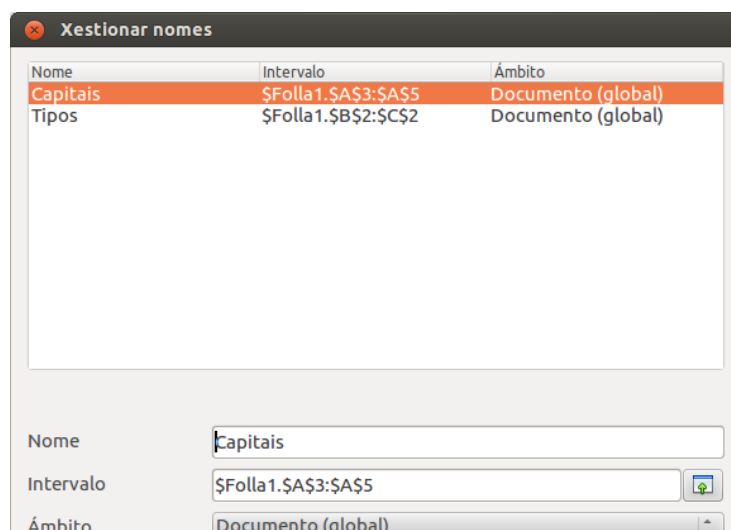 Xestionar nomes
Nome Intervalo Ámbito
Capitais $Folla1.$A$3:$A$5 Documento (global)
Tipos $Folla1.$B$2:$C$2 Documento (global)
Nome Capitais
Intervalo $Folla1.$A$3:$A$5
Ámbito Documento (global)